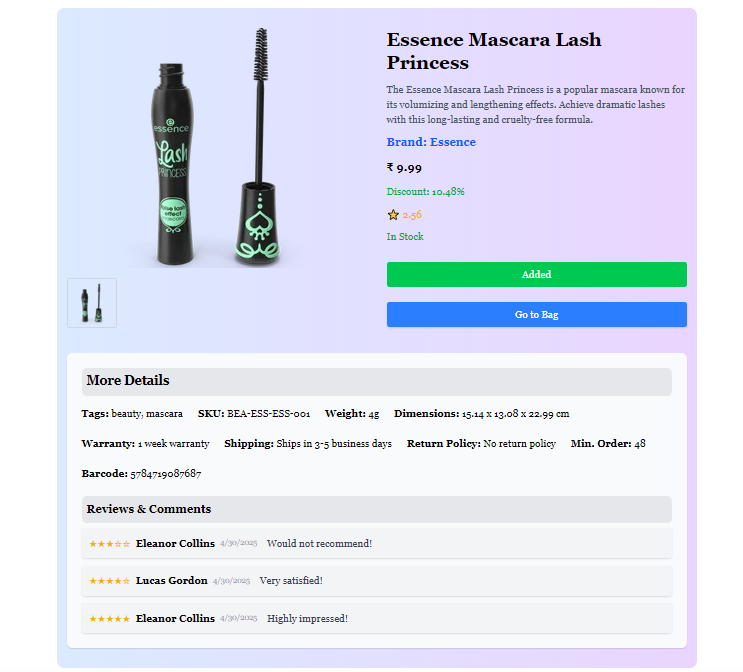 essence
Lash
PRINCESS
false lash
effect
mascara
Essence Mascara Lash
Princess
The Essence Mascara Lash Princess is a popular mascara known for
its volumizing and lengthening effects. Achieve dramatic lashes
with this long-lasting and cruelty-free formula.
Brand: Essence
₹ 9.99
Discount: 10.48%
2.56
In Stock
Added
Go to Bag
More Details
Tags: beauty, mascara SKU: BEA-ESS-ESS-001 Weight: 4g Dimensions: 15.14 x 13.08 x 22.99 cm
Warranty: 1 week warranty Shipping: Ships in 3-5 business days Return Policy: No return policy Min. Order: 48
Barcode: 5784719087687
Reviews & Comments
★★★☆☆ Eleanor Collins 4/30/2025 Would not recommend!
★★★★☆ Lucas Gordon 4/30/2025 Very satisfied!
★★★★★ Eleanor Collins 4/30/2025 Highly impressed!